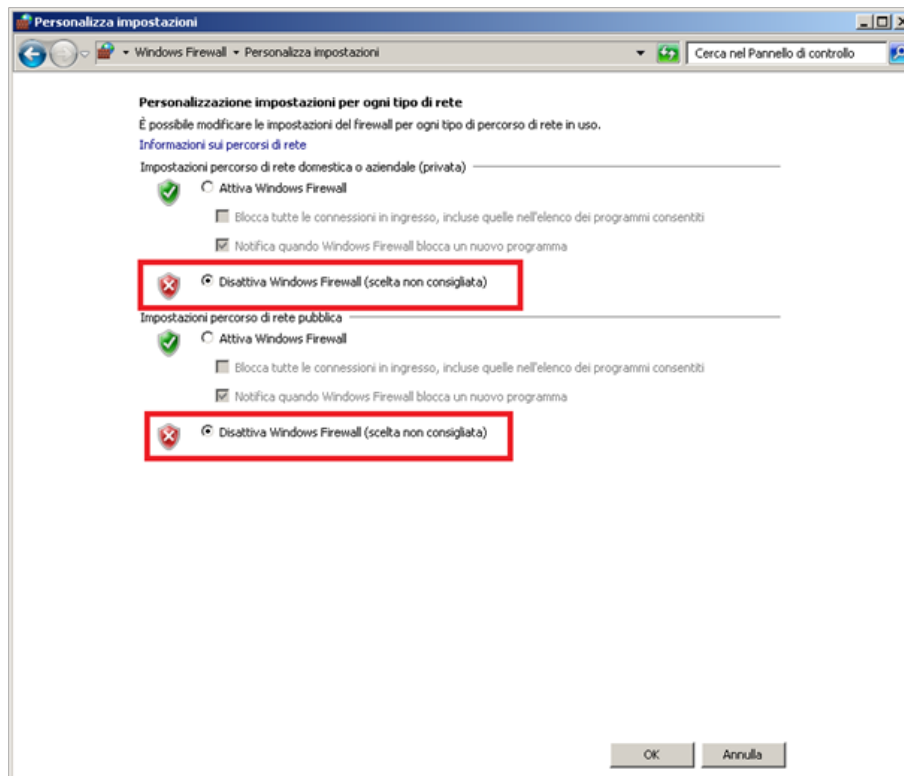 Personalizza impostazioni
Windows Firewall Personalizza impostazioni Cerca nel Pannello di controllo
Personalizzazione impostazioni per ogni tipo di rete
È possibile modificare le impostazioni del firewall per ogni tipo di percorso di rete in uso.
Informazioni sui percorsi di rete
Impostazioni percorso di rete domestica o aziendale (privata)
Attiva Windows Firewall
Blocca tutte le connessioni in ingresso, incluse quelle nell'elenco dei programmi consentiti
Notifica quando Windows Firewall blocca un nuovo programma
Disattiva Windows Firewall (scelta non consigliata)
Impostazioni percorso di rete pubblica
Attiva Windows Firewall
Blocca tutte le connessioni in ingresso, incluse quelle nell'elenco dei programmi consentiti
Notifica quando Windows Firewall blocca un nuovo programma
Disattiva Windows Firewall (scelta non consigliata)
OK Annulla